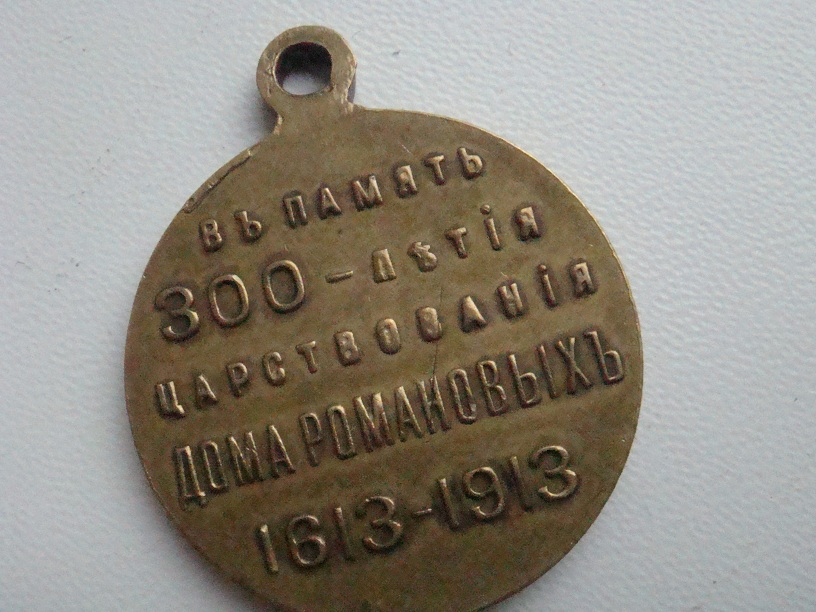 ВЪ ПАМЯТЬ
300-ЛѢТІЯ
ЦАРСТВОВАНІЯ
ДОМА РОМАНОВЫХЪ
1613-1913